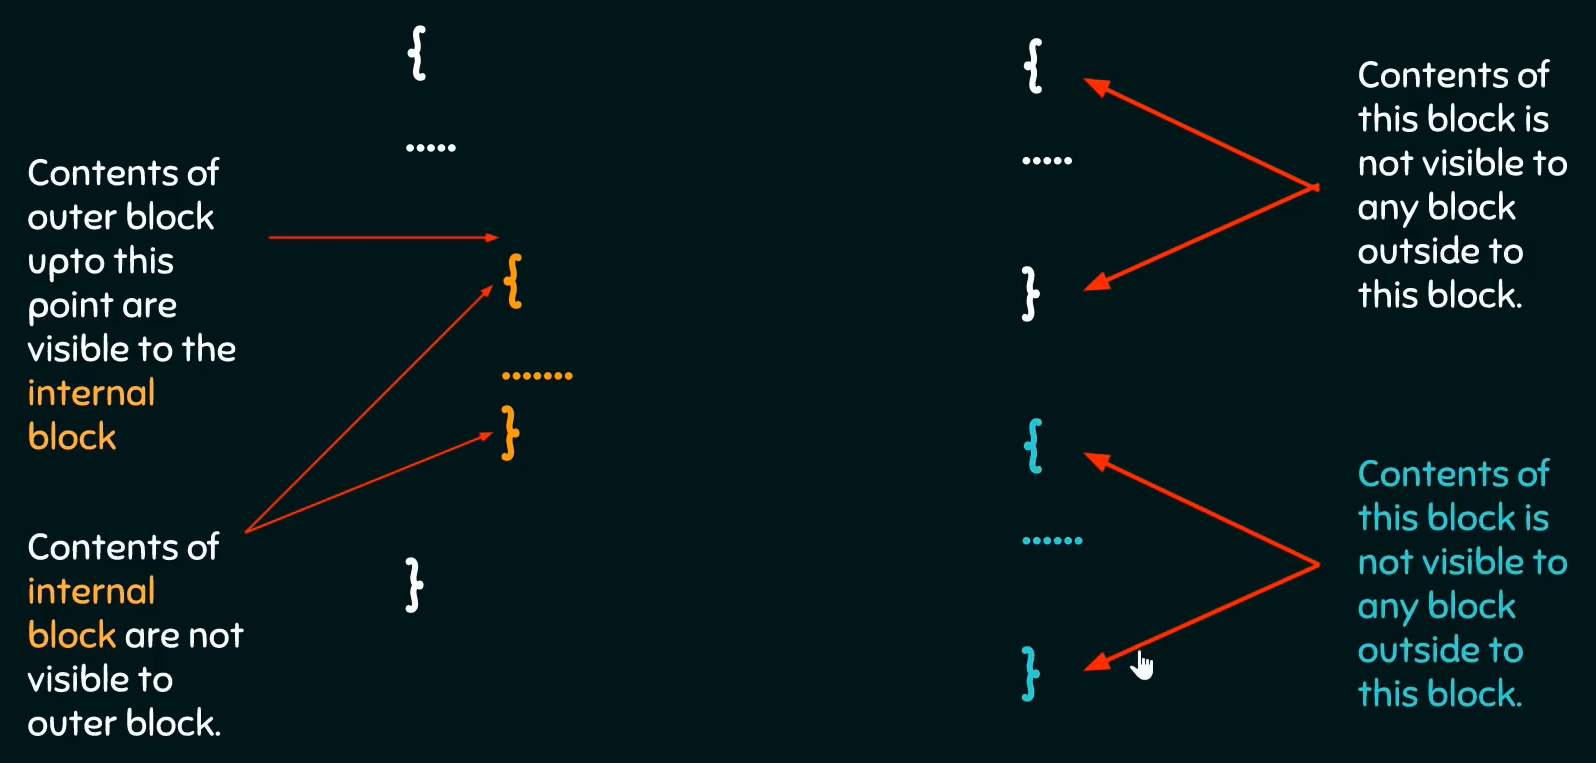 {
.....
Contents of
outer block
upto this
point are
visible to the
internal
block
{
.......
}
Contents of
internal
block are not
visible to
outer block.
}
{
.....
}
Contents of
this block is
not visible to
any block
outside to
this block.
{
......
}
Contents of
this block is
not visible to
any block
outside to
this block.